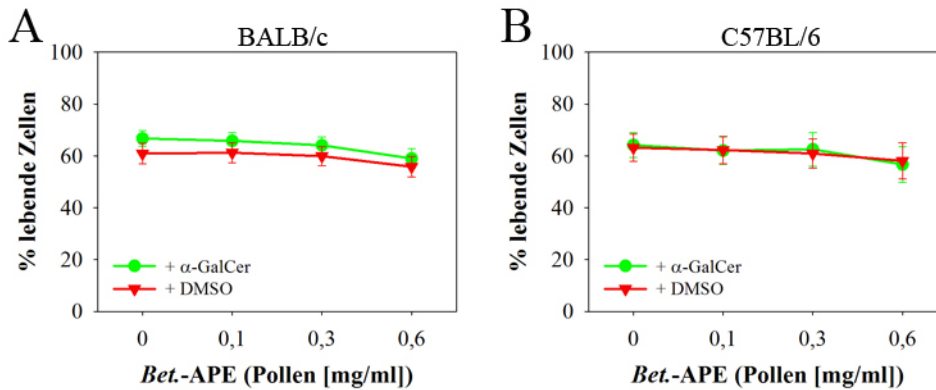 A
BALB/c
% lebende Zellen
100
80
60
40
20
0
+ α-GalCer
+ DMSO
0 0,1 0,3 0,6
Bet.-APE (Pollen [mg/ml])
B
C57BL/6
% lebende Zellen
100
80
60
40
20
0
+ α-GalCer
+ DMSO
0 0,1 0,3 0,6
Bet.-APE (Pollen [mg/ml])